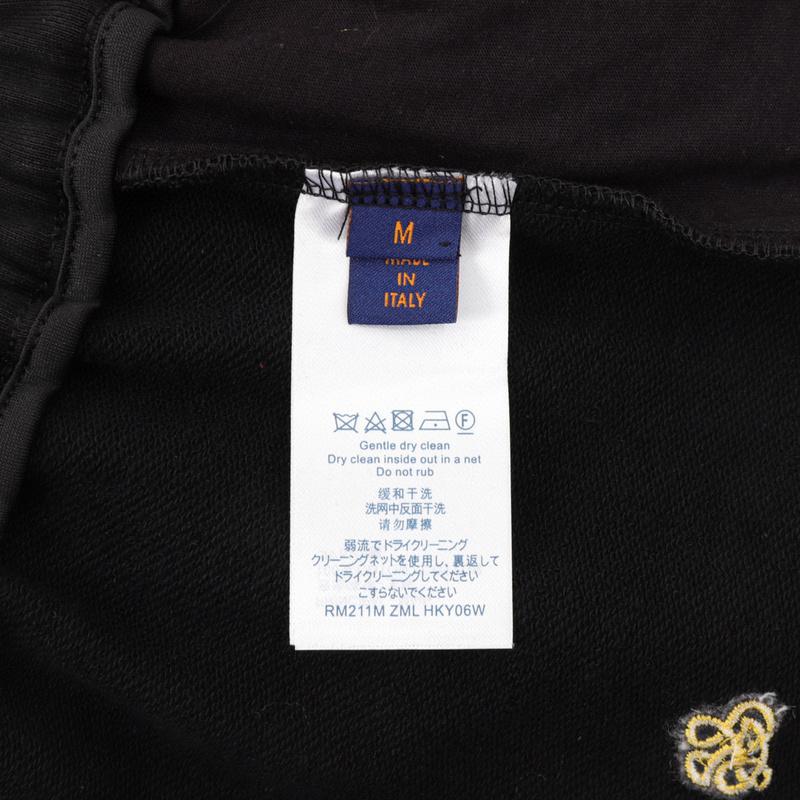 M
MADE
IN
ITALY
Gentle dry clean
Dry clean inside out in a net
Do not rub
缓和干洗
洗网中反面干洗
请勿摩擦
弱流でドライクリーニング
クリーニングネットを使用し、裏返して
ドライクリーニングしてください
こすらないでください
RM211M ZML HKY06W